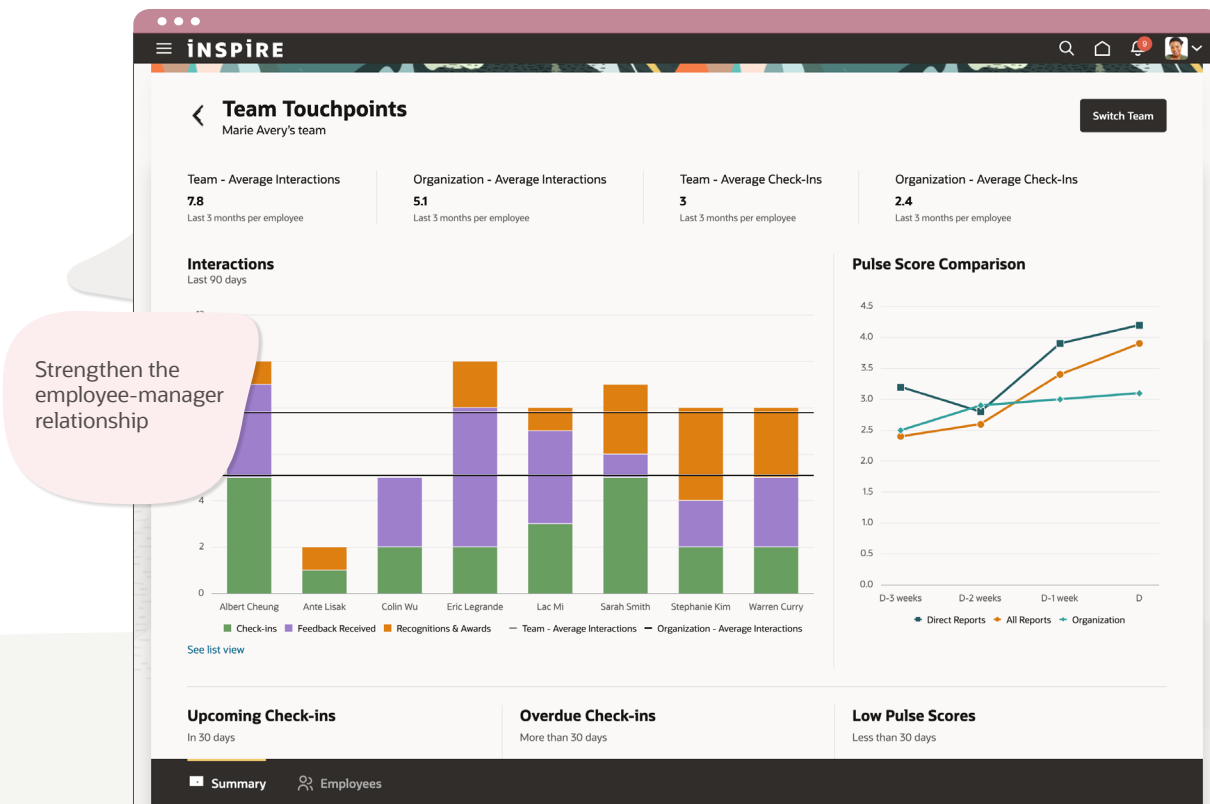 iNSPiRE
9
Team Touchpoints
Marie Avery's team
Switch Team
Team - Average Interactions
7.8
Last 3 months per employee
Organization - Average Interactions
5.1
Last 3 months per employee
Team - Average Check-Ins
3
Last 3 months per employee
Organization - Average Check-Ins
2.4
Last 3 months per employee
Interactions
Last 90 days
Strengthen the
employee-manager
relationship
4
2
0
Albert Cheung
Ante Lisak
Colin Wu
Eric Legrande
Lac Mi
Sarah Smith
Stephanie Kim
Warren Curry
Check-ins
Feedback Received
Recognitions & Awards
Team - Average Interactions
Organization - Average Interactions
See list view
Pulse Score Comparison
4.5
4.0
3.5
3.0
2.5
2.0
1.5
1.0
0.5
0.0
D-3 weeks
D-2 weeks
D-1 week
D
Direct Reports
All Reports
Organization
Upcoming Check-ins
In 30 days
Overdue Check-ins
More than 30 days
Low Pulse Scores
Less than 30 days
Summary
Employees